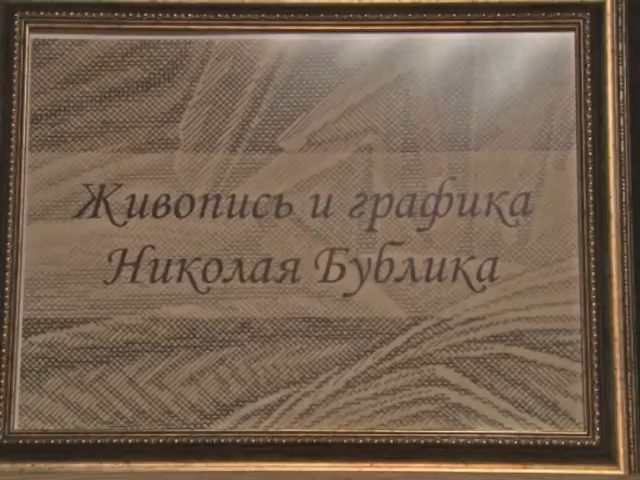 Живопись и графика
Николая Бублика